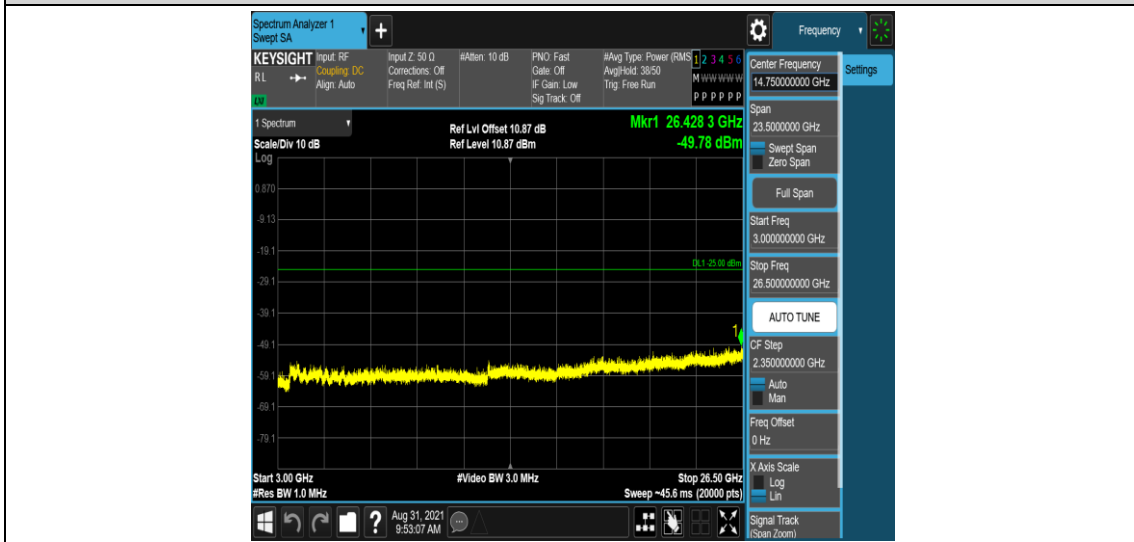 Spectrum Analyzer 1
Swept SA
Frequency
KEYSIGHT
RL
LXI
Input: RF
Coupling: DC
Align: Auto
Input Z: 50 Ω
Corrections: Off
Freq Ref: Int (S)
#Atten: 10 dB
PNO: Fast
Gate: Off
IF Gain: Low
Sig Track: Off
#Avg Type: Power (RMS
Avg|Hold: 38/50
Trig: Free Run
1 2 3 4 5 6
M W W W W W
P P P P P P
1 Spectrum
Scale/Div 10 dB
Log
Ref Lvl Offset 10.87 dB
Ref Level 10.87 dBm
Mkr1 26.428 3 GHz
-49.78 dBm
0.870
-9.13
-19.1
DL1 -25.00 dBm
-29.1
-39.1
1
-49.1
-59.1
-69.1
-79.1
Start 3.00 GHz
#Res BW 1.0 MHz
#Video BW 3.0 MHz
Stop 26.50 GHz
Sweep ~45.6 ms (20000 pts)
Aug 31, 2021
9:53:07 AM
Center Frequency
14.750000000 GHz
Settings
Span
23.5000000 GHz
Swept Span
Zero Span
Full Span
Start Freq
3.000000000 GHz
Stop Freq
26.500000000 GHz
AUTO TUNE
CF Step
2.350000000 GHz
Auto
Man
Freq Offset
0 Hz
X Axis Scale
Log
Lin
Signal Track
(Span Zoom)